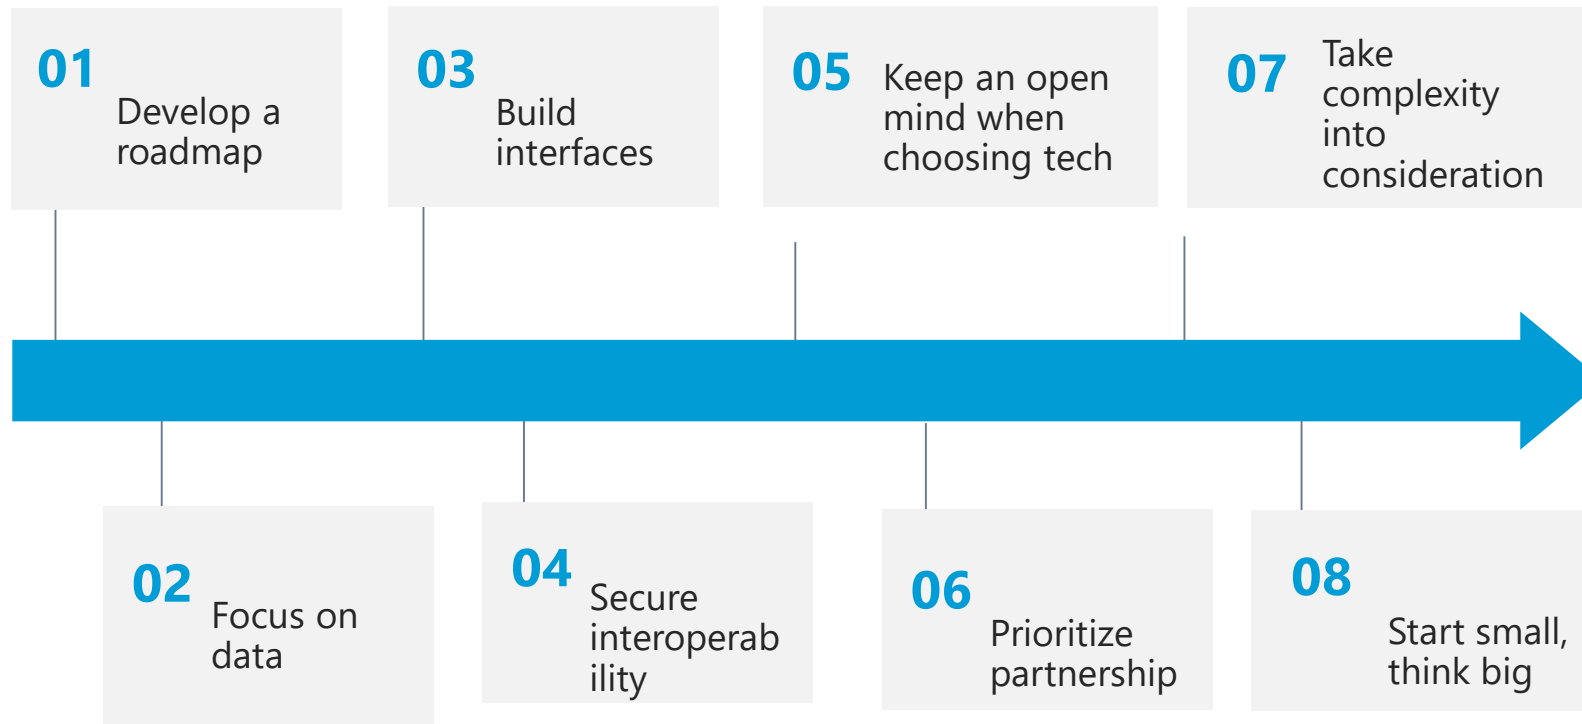 01
Develop a
roadmap
03
Build
interfaces
05
Keep an open
mind when
choosing tech
07
Take
complexity
into
consideration
02
Focus on
data
04
Secure
interoperab
ility
06
Prioritize
partnership
08
Start small,
think big